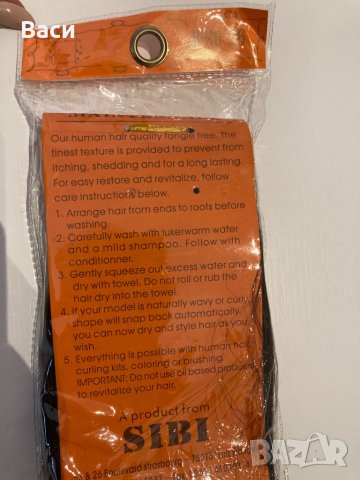 Васи
Our human hair quality tangle free. The
finest texture is provided to prevent from
itching, shedding and for a long lasting.
For easy restore and revitalize, follow
care instructions below.
1. Arrange hair from ends to roots before
washing.
2. Carefully wash with lukerwarm water
and a mild shampoo. Follow with
conditionner.
3. Gently squeeze out excess water and
dry with towel. Do not roll or rub the
hair dry into the towel.
4. If your model is naturally wavy or curly,
shape will snap back automatically.
you can now dry and style hair as you
wish.
5. Everything is possible with human hair,
curling kits, coloring or brushing.
IMPORTANT: Do not use oil based products
to revitalize your hair.
A product from
SIBI
& 26 Boulevard strasbourg
BAZAR